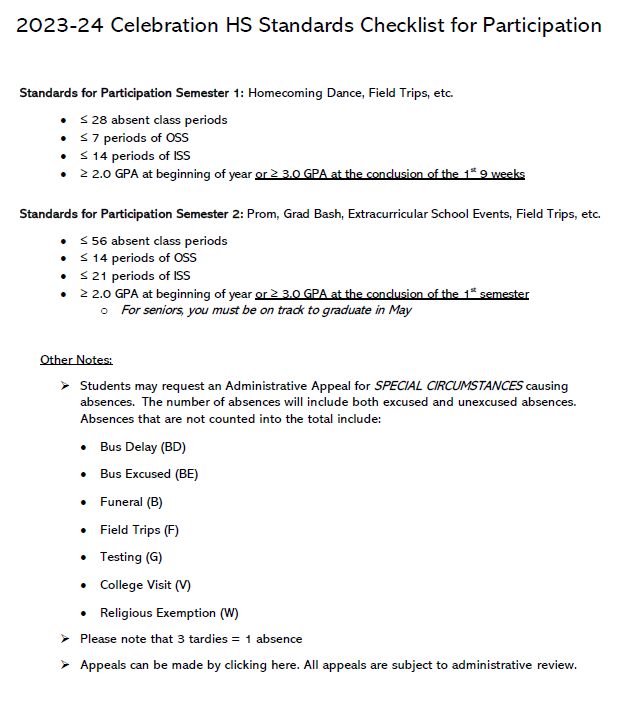 2023-24 Celebration HS Standards Checklist for Participation
Standards for Participation Semester 1: Homecoming Dance, Field Trips, etc.
• ≤ 28 absent class periods
• ≤ 7 periods of OSS
• ≤ 14 periods of ISS
• ≥ 2.0 GPA at beginning of year or ≥ 3.0 GPA at the conclusion of the 1st 9 weeks
Standards for Participation Semester 2: Prom, Grad Bash, Extracurricular School Events, Field Trips, etc.
• ≤ 56 absent class periods
• ≤ 14 periods of OSS
• ≤ 21 periods of ISS
• ≥ 2.0 GPA at beginning of year or ≥ 3.0 GPA at the conclusion of the 1st semester
o For seniors, you must be on track to graduate in May
Other Notes:
➢ Students may request an Administrative Appeal for SPECIAL CIRCUMSTANCES causing
absences. The number of absences will include both excused and unexcused absences.
Absences that are not counted into the total include:
• Bus Delay (BD)
• Bus Excused (BE)
• Funeral (B)
• Field Trips (F)
• Testing (G)
• College Visit (V)
• Religious Exemption (W)
➢ Please note that 3 tardies = 1 absence
➢ Appeals can be made by clicking here. All appeals are subject to administrative review.